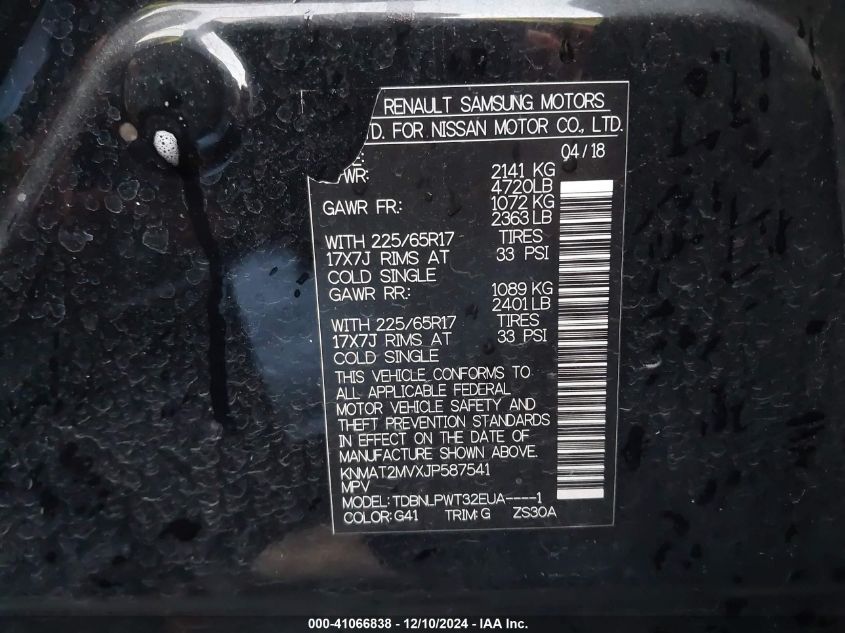 RENAULT SAMSUNG MOTORS
TD. FOR NISSAN MOTOR CO., LTD.
04/18
WR: 2141 KG
4720LB
GAWR FR.: 1072 KG
2363 LB
WITH 225/65R17 TIRES
17X7J RIMS AT 33 PSI
COLD SINGLE
GAWR RR.: 1089 KG
2401 LB
WITH 225/65R17 TIRES
17X7J RIMS AT 33 PSI
COLD SINGLE
THIS VEHICLE CONFORMS TO
ALL APPLICABLE FEDERAL
MOTOR VEHICLE SAFETY AND
THEFT PREVENTION STANDARDS
IN EFFECT ON THE DATE OF
MANUFACTURE SHOWN ABOVE.
KNMAT2MVXJP587541
MPV
MODEL: TDBNLPWT32EUA----1
COLOR: G41 TRIM: G ZS30A
000-41066838 - 12/10/2024 - IAA Inc.